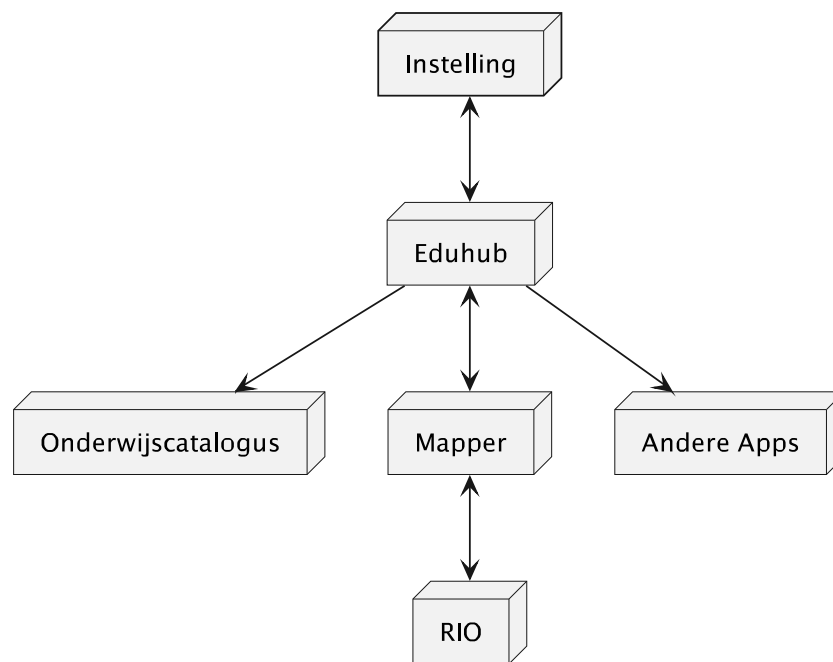 Instelling
Eduhub
Onderwijscatalogus
Mapper
Andere Apps
RIO